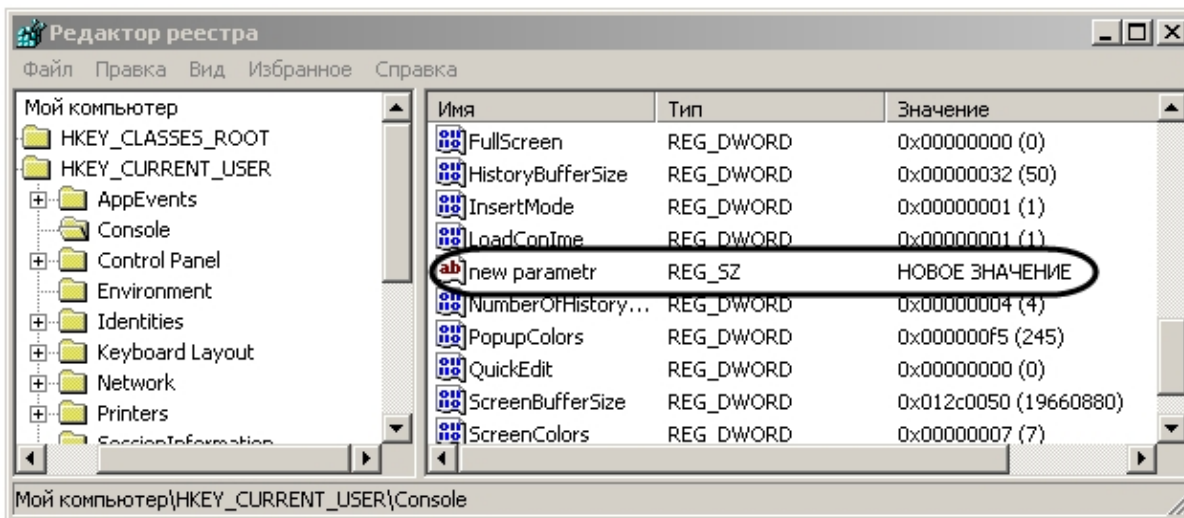 Редактор реестра
Файл Правка Вид Избранное Справка
Мой компьютер
HKEY_CLASSES_ROOT
HKEY_CURRENT_USER
AppEvents
Console
Control Panel
Environment
Identities
Keyboard Layout
Network
Printers
SessionInformation
Имя Тип Значение
FullScreen REG_DWORD 0x00000000 (0)
HistoryBufferSize REG_DWORD 0x00000032 (50)
InsertMode REG_DWORD 0x00000001 (1)
LoadConIme REG_DWORD 0x00000001 (1)
new parametr REG_SZ НОВОЕ ЗНАЧЕНИЕ
NumberOfHistory... REG_DWORD 0x00000004 (4)
PopupColors REG_DWORD 0x000000f5 (245)
QuickEdit REG_DWORD 0x00000000 (0)
ScreenBufferSize REG_DWORD 0x012c0050 (19660880)
ScreenColors REG_DWORD 0x00000007 (7)
Мой компьютер\HKEY_CURRENT_USER\Console